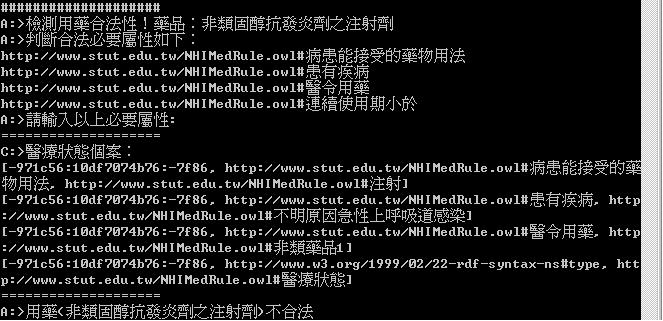 ####################
A:>檢測用藥合法性！藥品：非類固醇抗發炎劑之注射劑
A:>判斷合法必要屬性如下：
http://www.stut.edu.tw/NHIMedRule.owl#病患能接受的藥物用法
http://www.stut.edu.tw/NHIMedRule.owl#患有疾病
http://www.stut.edu.tw/NHIMedRule.owl#醫令用藥
http://www.stut.edu.tw/NHIMedRule.owl#連續使用期小於
A:>請輸入以上必要屬性:
====================
C:>醫療狀態個案：
[-971c56:10df7074b76:-7f86, http://www.stut.edu.tw/NHIMedRule.owl#病患能接受的藥
物用法, http://www.stut.edu.tw/NHIMedRule.owl#注射]
[-971c56:10df7074b76:-7f86, http://www.stut.edu.tw/NHIMedRule.owl#患有疾病, http
://www.stut.edu.tw/NHIMedRule.owl#不明原因急性上呼吸道感染]
[-971c56:10df7074b76:-7f86, http://www.stut.edu.tw/NHIMedRule.owl#醫令用藥, http
://www.stut.edu.tw/NHIMedRule.owl#非類藥品1]
[-971c56:10df7074b76:-7f86, http://www.w3.org/1999/02/22-rdf-syntax-ns#type, htt
p://www.stut.edu.tw/NHIMedRule.owl#醫療狀態]
====================
A:>用藥(非類固醇抗發炎劑之注射劑)不合法